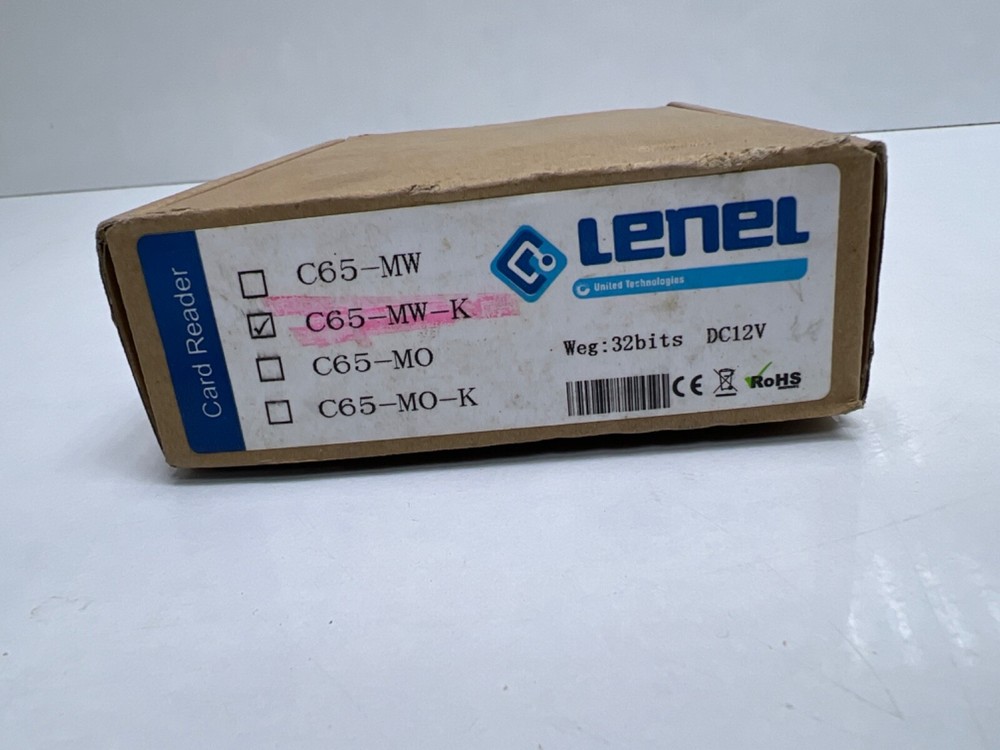 Card Reader
C65-MW
C65-MW-K
C65-MO
C65-MO-K
Lenel
United Technologies
Weg:32bits DC12V
CE
RoHS